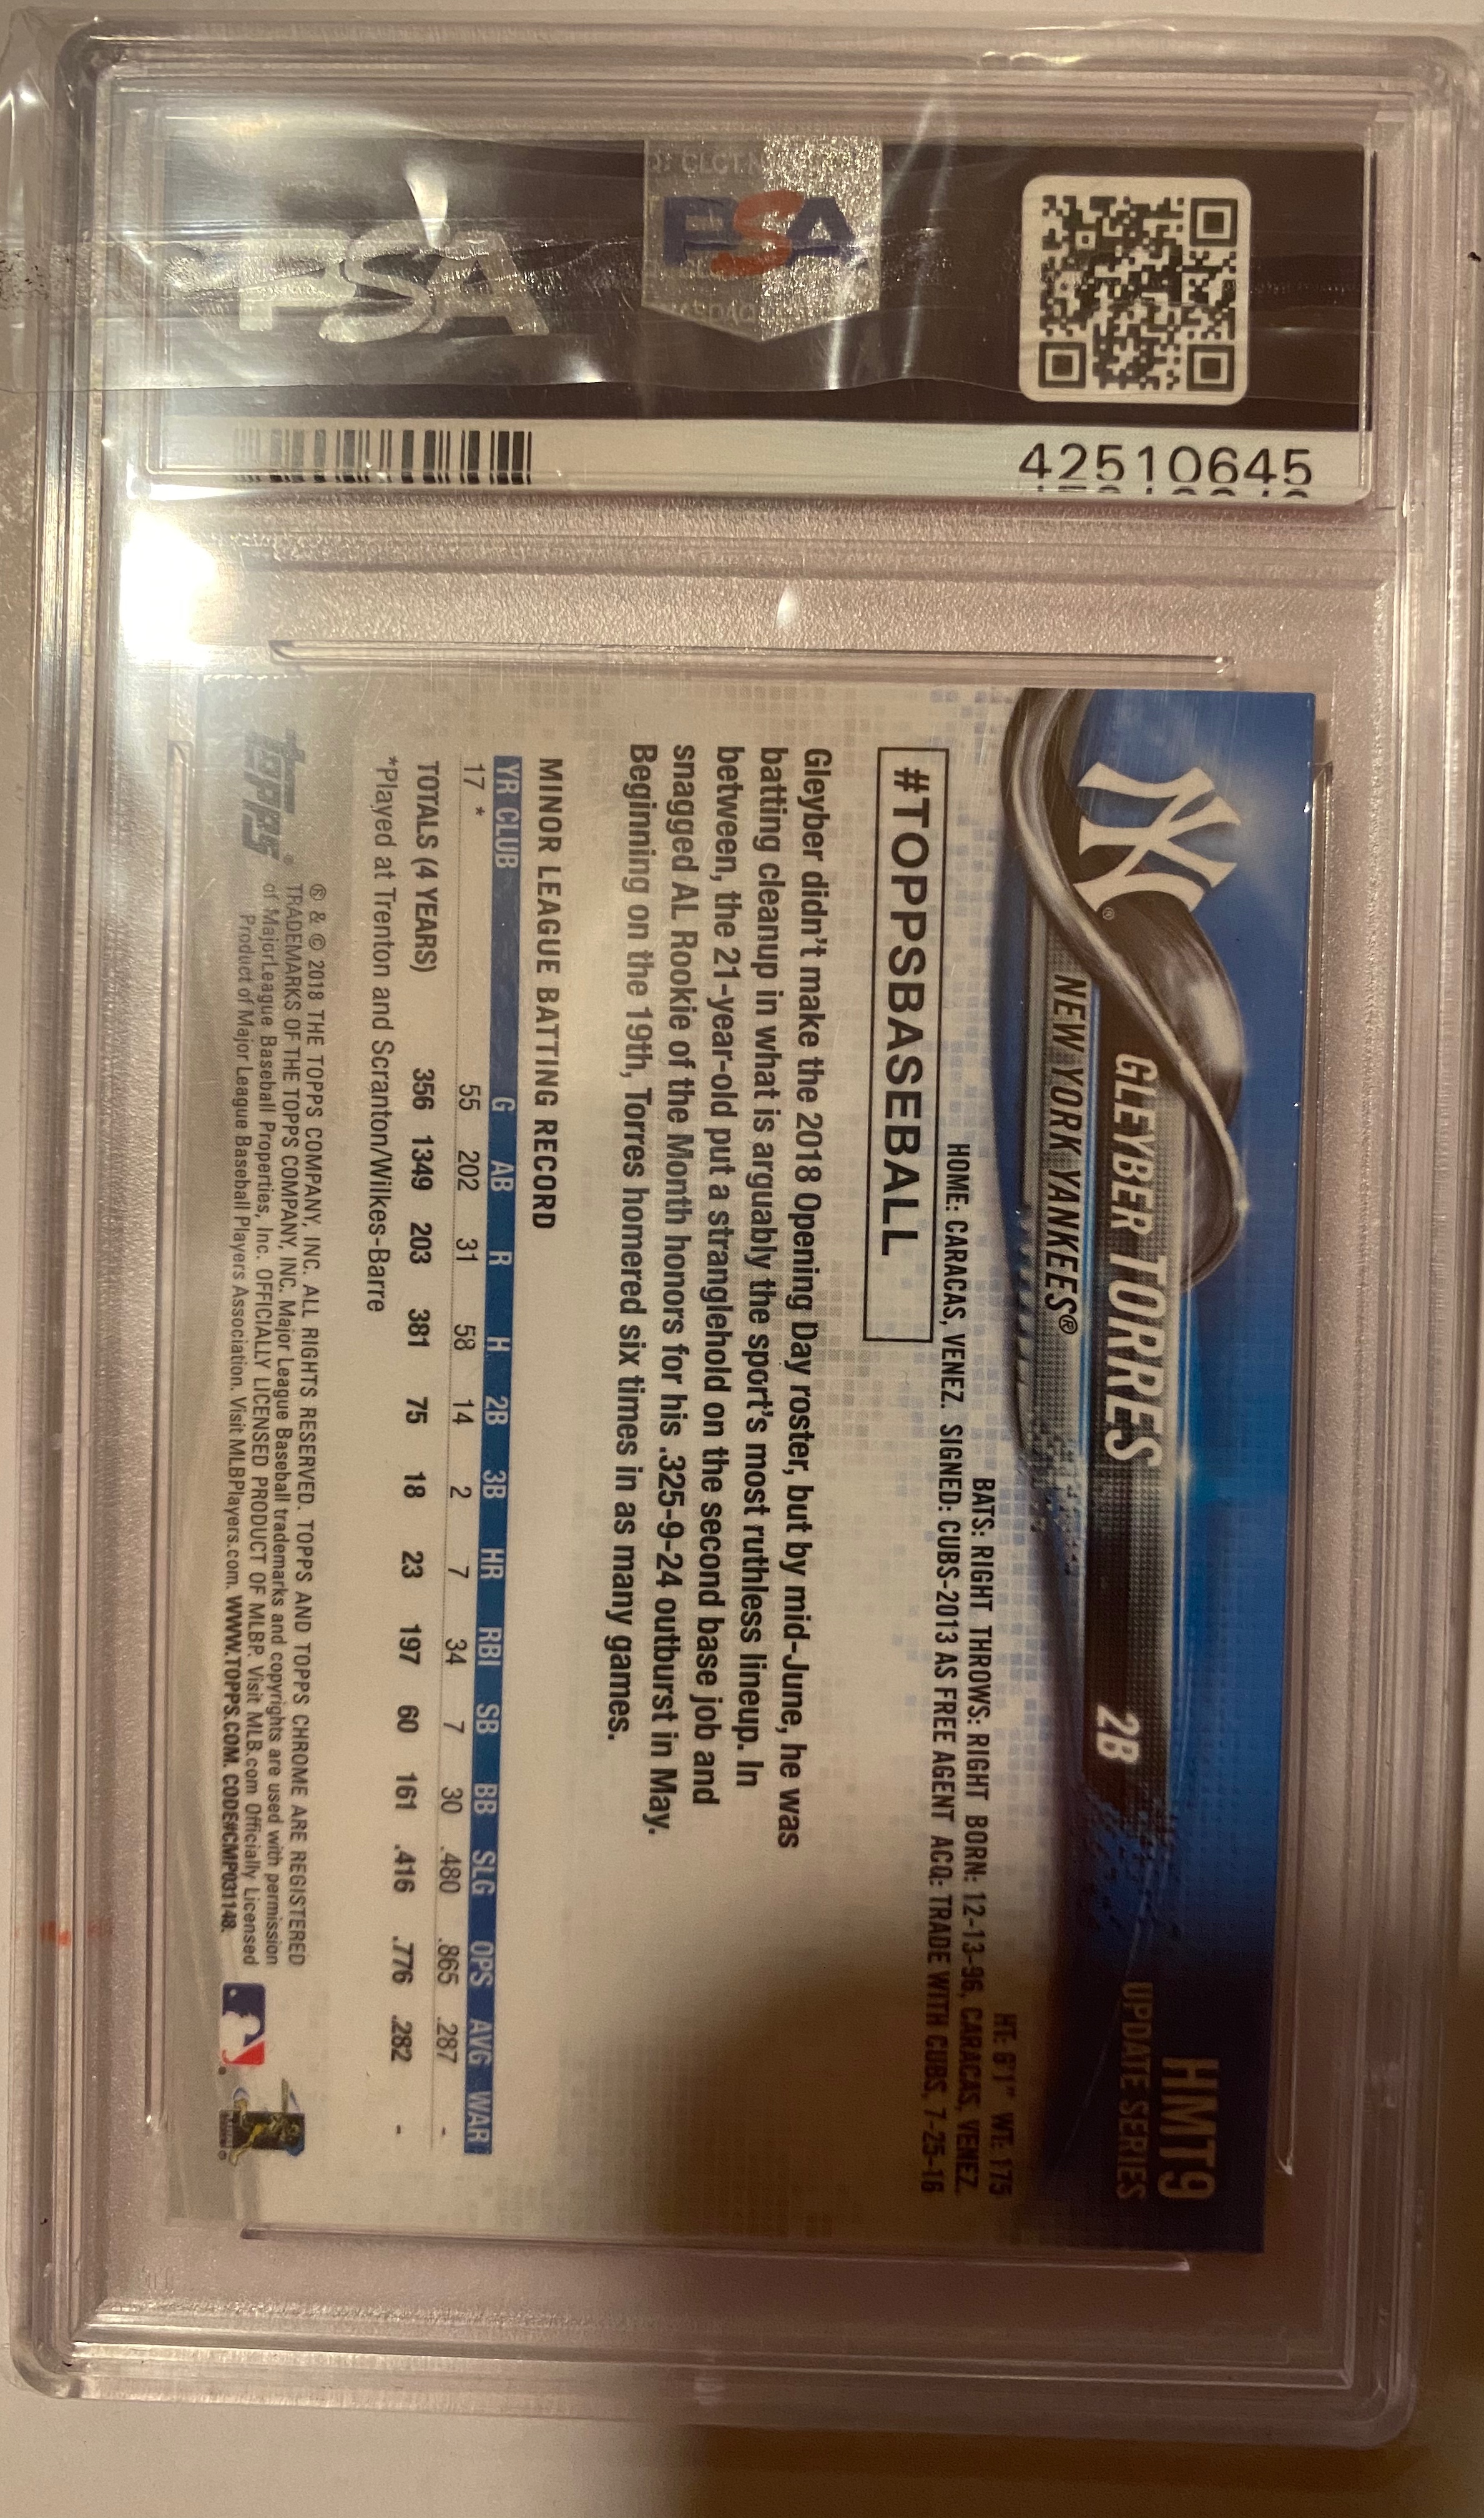 PSA
PSA
42510645
HMT9
UPDATE SERIES
GLEYBER TORRES 2B
NEW YORK YANKEES®
HT: 6'1" WT: 175
BATS: RIGHT THROWS: RIGHT BORN: 12-13-96, CARACAS, VENEZ.
HOME: CARACAS, VENEZ. SIGNED: CUBS-2013 AS FREE AGENT ACQ: TRADE WITH CUBS, 7-25-16
#TOPPSBASEBALL
Gleyber didn't make the 2018 Opening Day roster, but by mid-June, he was
batting cleanup in what is arguably the sport's most ruthless lineup. In
between, the 21-year-old put a stranglehold on the second base job and
snagged AL Rookie of the Month honors for his .325-9-24 outburst in May.
Beginning on the 19th, Torres homered six times in as many games.
MINOR LEAGUE BATTING RECORD
YR CLUB G AB R H 2B 3B HR RBI SB BB SLG OPS AVG WAR
17 * 55 202 31 58 14 2 7 34 7 30 .480 .865 .287 -
TOTALS (4 YEARS) 356 1349 203 381 75 18 23 197 60 161 .416 .776 .282 -
*Played at Trenton and Scranton/Wilkes-Barre
topps®
® & © 2018 THE TOPPS COMPANY, INC. ALL RIGHTS RESERVED. TOPPS AND TOPPS CHROME ARE REGISTERED
TRADEMARKS OF THE TOPPS COMPANY, INC. Major League Baseball trademarks and copyrights are used with permission
of Major League Baseball Properties, Inc. OFFICIALLY LICENSED PRODUCT OF MLBP. Visit MLB.com Officially Licensed
Product of Major League Baseball Players Association. Visit MLBPlayers.com. WWW.TOPPS.COM. CODE#CMP031148.